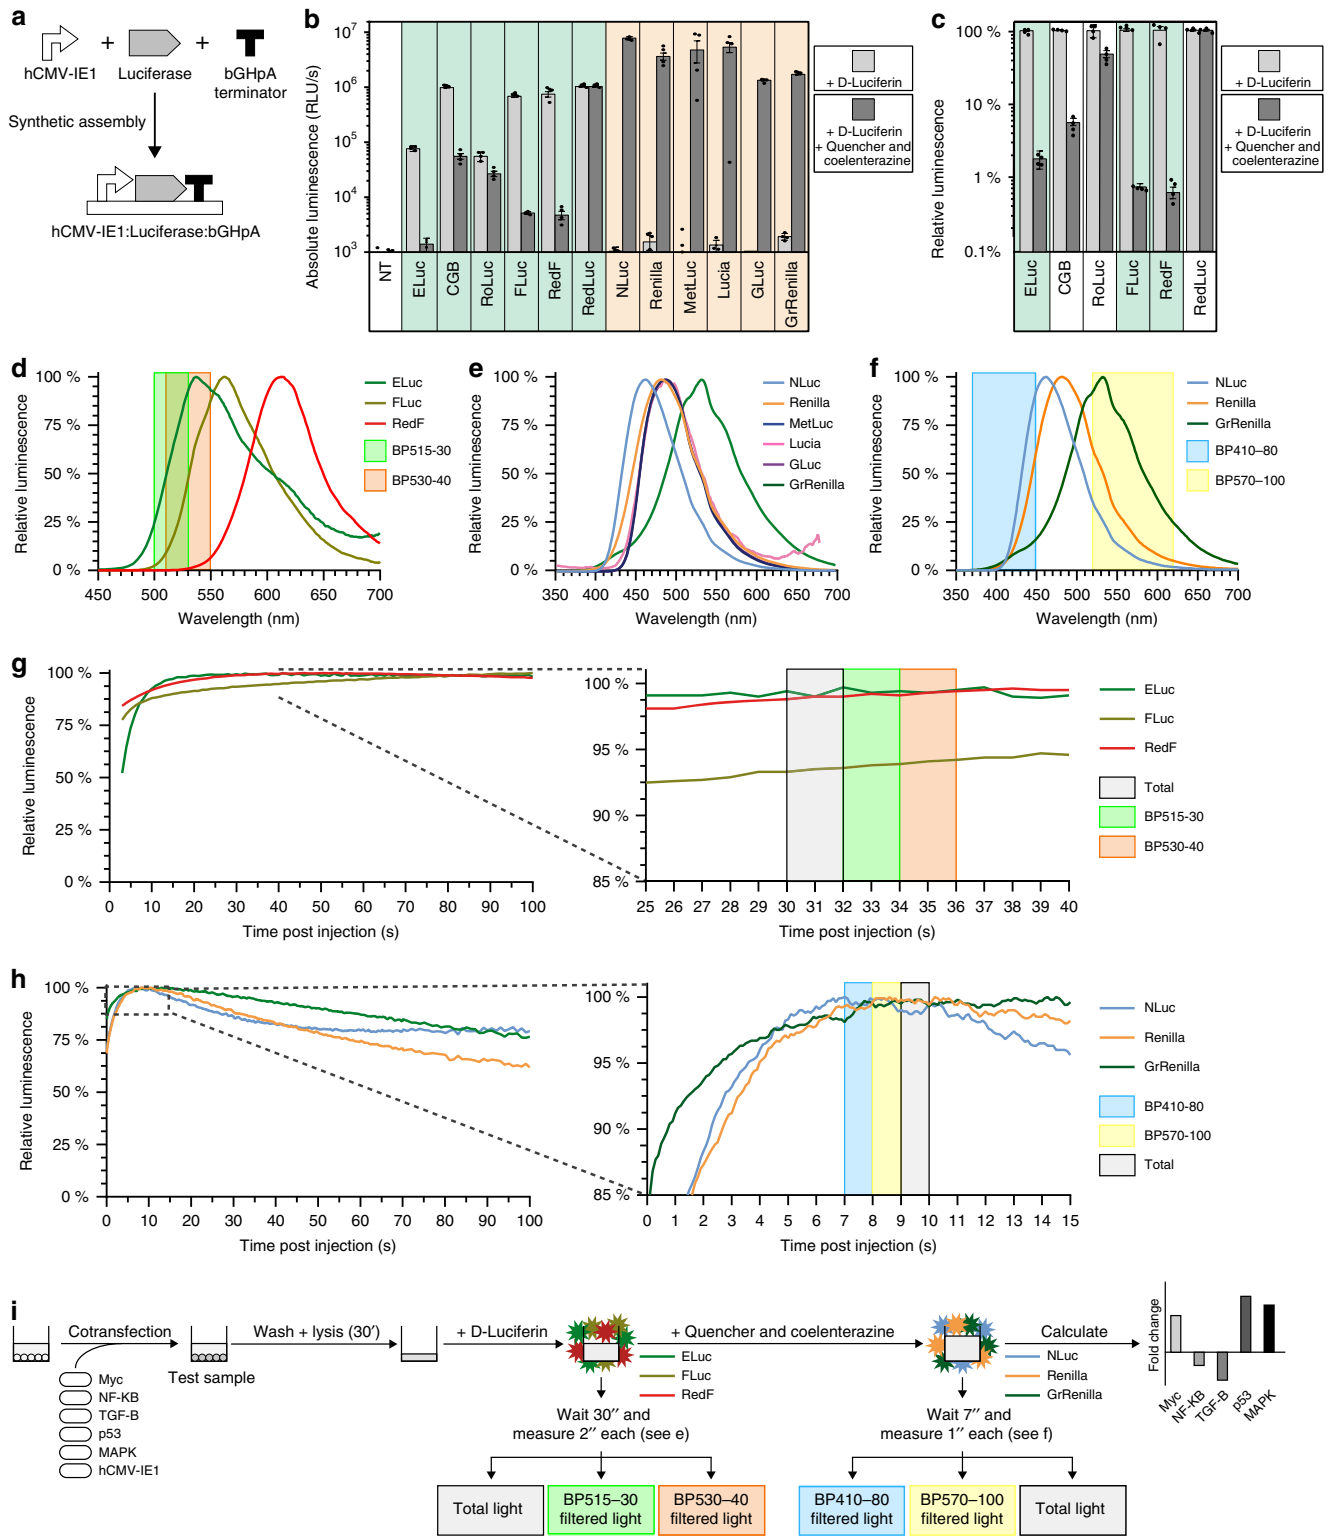 a
hCMV-IE1 + Luciferase + bGHpA
terminator
Synthetic assembly
hCMV-IE1:Luciferase:bGHpA
b
Absolute luminescence (RLU/s)
10⁷
10⁶
10⁵
10⁴
10³
NT
ELuc
CGB
RoLuc
FLuc
RedF
RedLuc
NLuc
Renilla
MetLuc
Lucia
GLuc
GrRenilla
+ D-Luciferin
+ D-Luciferin
+ Quencher and
coelenterazine
c
Relative luminescence
100 %
10 %
1 %
0.1%
ELuc
CGB
RoLuc
FLuc
RedF
RedLuc
+ D-Luciferin
+ D-Luciferin
+ Quencher and
coelenterazine
d
Relative luminescence
100 %
75 %
50 %
25 %
0 %
450 500 550 600 650 700
Wavelength (nm)
ELuc
FLuc
RedF
BP515-30
BP530-40
e
Relative luminescence
100 %
75 %
50 %
25 %
0 %
350 400 450 500 550 600 650 700
Wavelength (nm)
NLuc
Renilla
MetLuc
Lucia
GLuc
GrRenilla
f
Relative luminescence
100 %
75 %
50 %
25 %
0 %
350 400 450 500 550 600 650 700
Wavelength (nm)
NLuc
Renilla
GrRenilla
BP410–80
BP570–100
g
Relative luminescence
100 %
75 %
50 %
25 %
0 %
0 10 20 30 40 50 60 70 80 90 100
Time post injection (s)
100 %
95 %
90 %
85 %
25 26 27 29 30 31 32 33 34 35 36 38 37 38 39 40
Time post injection (s)
ELuc
FLuc
RedF
Total
BP515-30
BP530-40
h
Relative luminescence
100 %
75 %
50 %
25 %
0 %
0 10 20 30 40 50 60 70 80 90 100
Time post injection (s)
100 %
95 %
90 %
85 %
0 1 2 3 4 5 6 7 8 9 10 11 12 13 14 15
Time post injection (s)
NLuc
Renilla
GrRenilla
BP410-80
BP570-100
Total
i
Cotransfection
Myc
NF-KB
TGF-B
p53
MAPK
hCMV-IE1
Test sample
Wash + lysis (30′)
+ D-Luciferin
ELuc
FLuc
RedF
Wait 30′′ and
measure 2′′ each (see e)
Total light
BP515–30
filtered light
BP530–40
filtered light
+ Quencher and coelenterazine
NLuc
Renilla
GrRenilla
Wait 7′′ and
measure 1′′ each (see f)
BP410–80
filtered light
BP570–100
filtered light
Total light
Calculate
Fold change
Myc
NF-KB
TGF-B
p53
MAPK